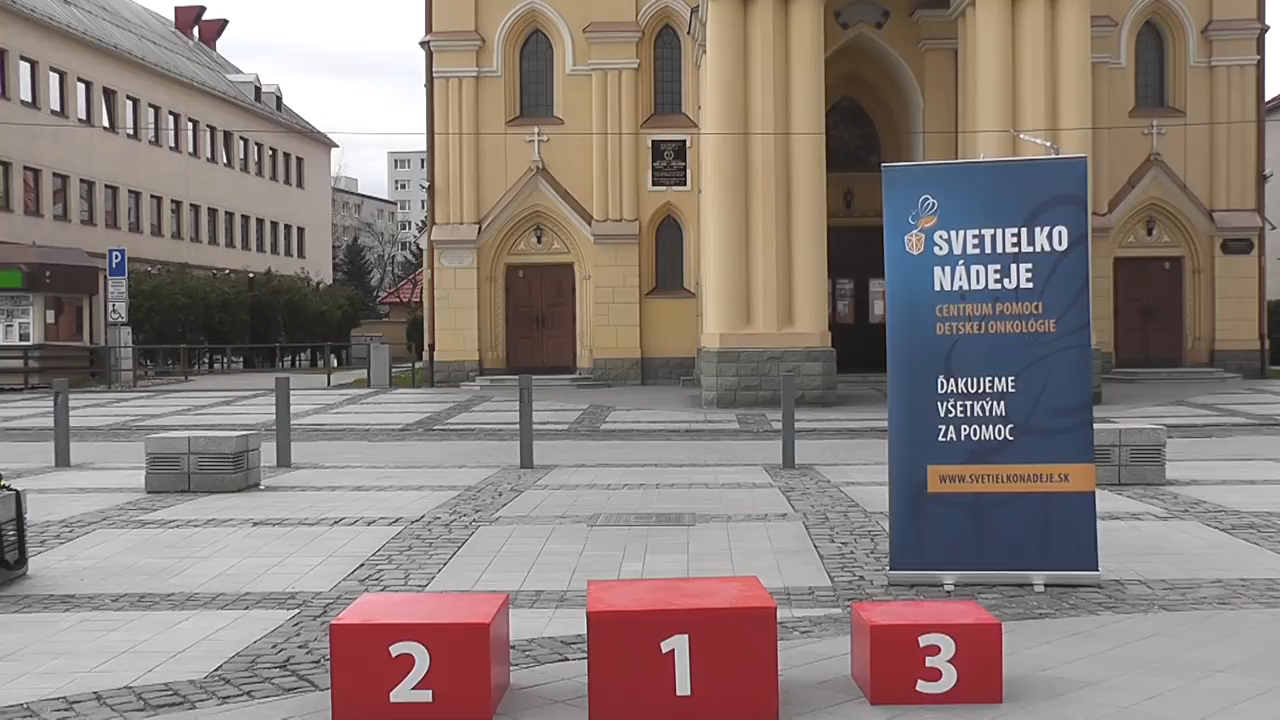 P
SVETIELKO
NÁDEJE
CENTRUM POMOCI
DETSKEJ ONKOLÓGIE
ĎAKUJEME
VŠETKÝM
ZA POMOC
WWW.SVETIELKONADEJE.SK
2
1
3